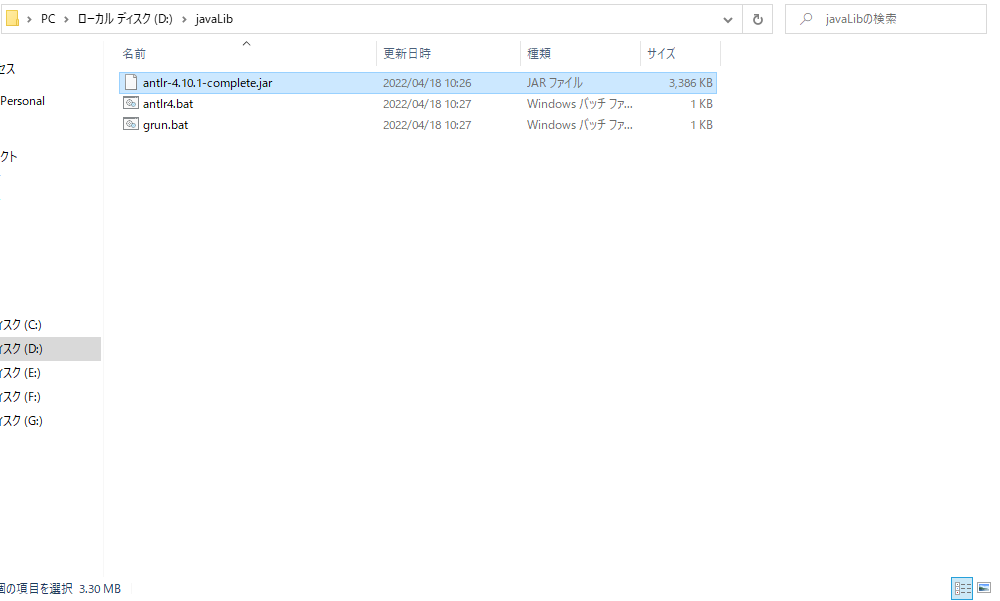 PC ローカル ディスク (D:) javaLib javaLibの検索
名前 更新日時 種類 サイズ
セス
antlr-4.10.1-complete.jar 2022/04/18 10:26 JAR ファイル 3,386 KB
Personal
antlr4.bat 2022/04/18 10:27 Windows バッチ ファ... 1 KB
grun.bat 2022/04/18 10:27 Windows バッチ ファ... 1 KB
クト
ィスク (C:)
ィスク (D:)
ィスク (E:)
ィスク (F:)
ィスク (G:)
個の項目を選択 3.30 MB